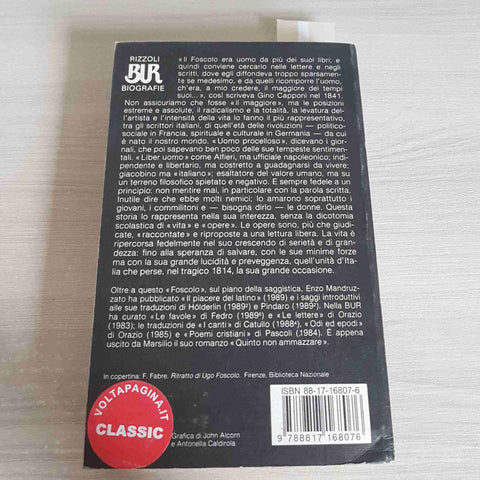 RIZZOLI
BUR
BIOGRAFIE
«Il Foscolo era uomo da più dei suoi libri; e
quindi conviene cercarlo nelle lettere e negli
scritti, dove egli diffondeva troppo sparsamen-
te se medesimo, e da quelli ricomporre l'uomo,
ch'era, a mio credere, il maggiore dei tempi
suoi...», così scriveva Gino Capponi nel 1841.
Non assicuriamo che fosse «il maggiore», ma le posizioni
estreme e assolute, il radicalismo e la totalità, la levatura del-
l'artista e l'intensità della vita lo fanno il più rappresentativo,
tra gli scrittori italiani, di quell'età delle rivoluzioni — politico-
sociale in Francia, spirituale e culturale in Germania — da cui
è nato il nostro mondo. «Uomo procelloso», dicevano i gior-
nali, che poi sapevano ben poco delle sue tempeste sentimen-
tali. «Liber uomo» come Alfieri, ma ufficiale napoleonico; indi-
pendente e libertario, ma costretto a guadagnarsi da vivere;
giacobino ma «italiano»; esaltatore del valore umano, ma su
un terreno filosofico spietato e negativo. E sempre fedele a un
principio: non mentire mai, in particolare con la parola scritta.
Inutile dire che ebbe molti nemici; lo amarono soprattutto i
giovani, i commilitoni e — bisogna dirlo — le donne. Questa
storia lo rappresenta nella sua interezza, senza la dicotomia
scolastica di «vita» e «opere». Le opere sono, più che giudi-
cate, «raccontate» e riproposte a una lettura libera. La vita è
ripercorsa fedelmente nel suo crescendo di serietà e di gran-
dezza: fino alla speranza di salvare, con le sue minime forze
ma con la sua grande lucidità e preveggenza, quell'unità d'Ita-
lia che perse, nel tragico 1814, la sua grande occasione.
Oltre a questo «Foscolo», sul piano della saggistica, Enzo Mandruz-
zato ha pubblicato «Il piacere del latino» (1989) e i saggi introduttivi
alle sue traduzioni di Hölderlin (1989²) e Pindaro (1989²). Nella BUR
ha curato «Le favole» di Fedro (1989⁶) e «Le lettere» di Orazio
(1983); le traduzioni de «I canti» di Catullo (1988⁴), «Odi ed epodi»
di Orazio (1985) e «Poemi cristiani» di Pascoli (1984). È appena
uscito da Marsilio il suo romanzo «Quinto non ammazzare».
In copertina: F. Fabre, Ritratto di Ugo Foscolo. Firenze, Biblioteca Nazionale
ISBN 88-17-16807-6
9 788817 168076
VOLTAPAGINA.IT
CLASSIC
Grafica di John Alcorn
e Antonella Caldirola